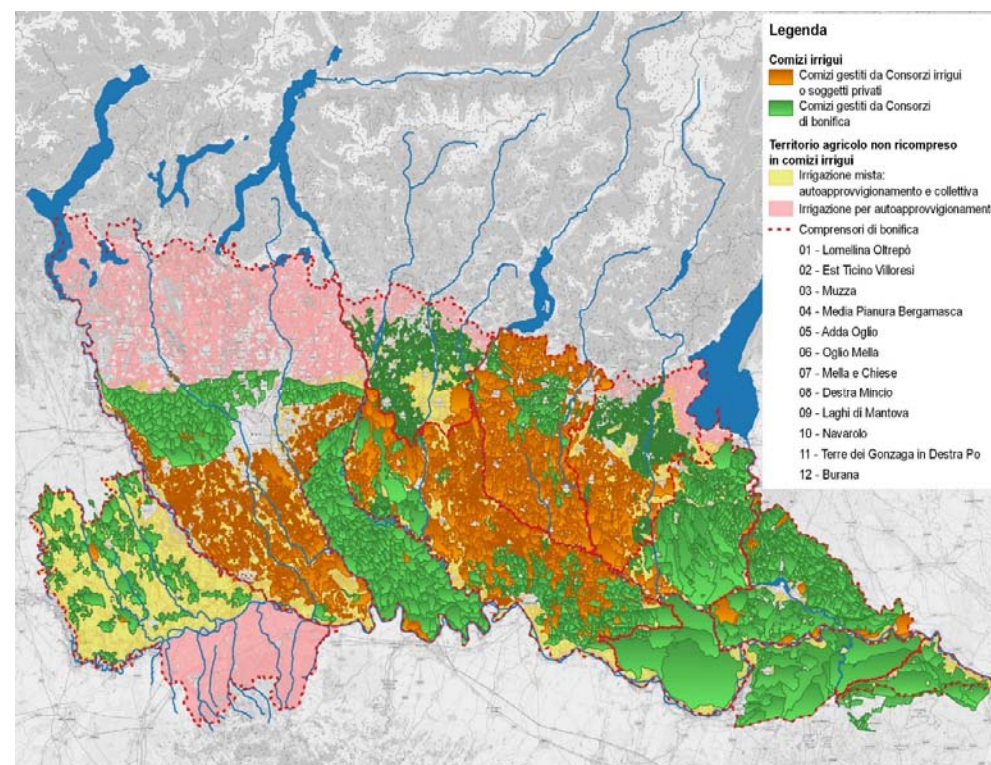 Legenda
Comizi irrigui
Comizi gestiti da Consorzi irrigui
o soggetti privati
Comizi gestiti da Consorzi
di bonifica
Territorio agricolo non ricompreso
in comizi irrigui
Irrigazione mista:
autoapprovvigionamento e collettiva
Irrigazione per autoapprovvigionament
Comprensori di bonifica
01 - Lomellina Oltrepò
02 - Est Ticino Villoresi
03 - Muzza
04 - Media Pianura Bergamasca
05 - Adda Oglio
06 - Oglio Mella
07 - Mella e Chiese
08 - Destra Mincio
09 - Laghi di Mantova
10 - Navarolo
11 - Terre dei Gonzaga in Destra Po
12 - Burana